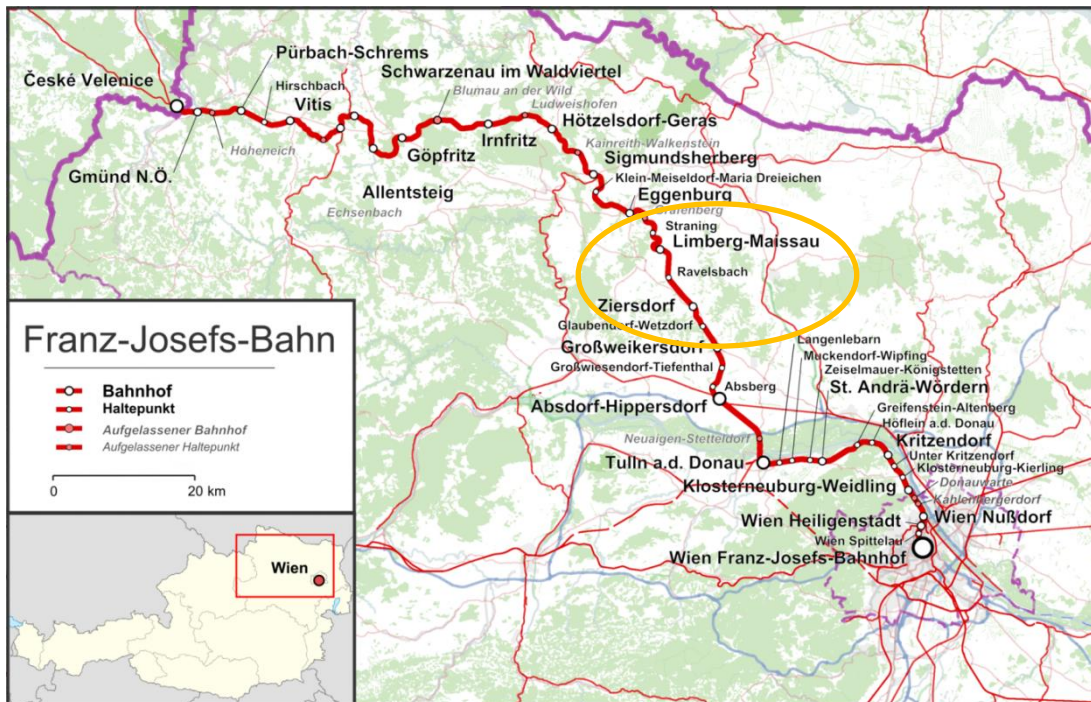 Pürbach-Schrems
České Velenice
Schwarzenau im Waldviertel
Hirschbach
Blumau an der Wild
Vitis
Ludweishofen
Hötzelsdorf-Geras
Irnfritz
Kainreith-Walkenstein
Hoheneich
Göpfritz
Sigmundsherberg
Gmünd N.Ö.
Klein-Meiseldorf-Maria Dreieichen
Allentsteig
Eggenburg
Echsenbach
Grafenberg
Straning
Limberg-Maissau
Ravelsbach
Ziersdorf
Glaubendorf-Wetzdorf
Langenlebarn
Großweikersdorf
Muckendorf-Wipfing
Großwiesendorf-Tiefenthal
Zeiselmauer-Königstetten
Absberg
St. Andrä-Wördern
Absdorf-Hippersdorf
Greifenstein-Altenberg
Höflein a.d. Donau
Neuaigen-Stetteldorf
Kritzendorf
Unter Kritzendorf
Tulln a.d. Donau
Klosterneuburg-Kierling
Klosterneuburg-Weidling
Donauwarte
Kahlenbergerdorf
Wien Nußdorf
Wien Heiligenstadt
Wien Spittelau
Wien Franz-Josefs-Bahnhof
Franz-Josefs-Bahn
Bahnhof
Haltepunkt
Aufgelassener Bahnhof
Aufgelassener Haltepunkt
0 20 km
Wien